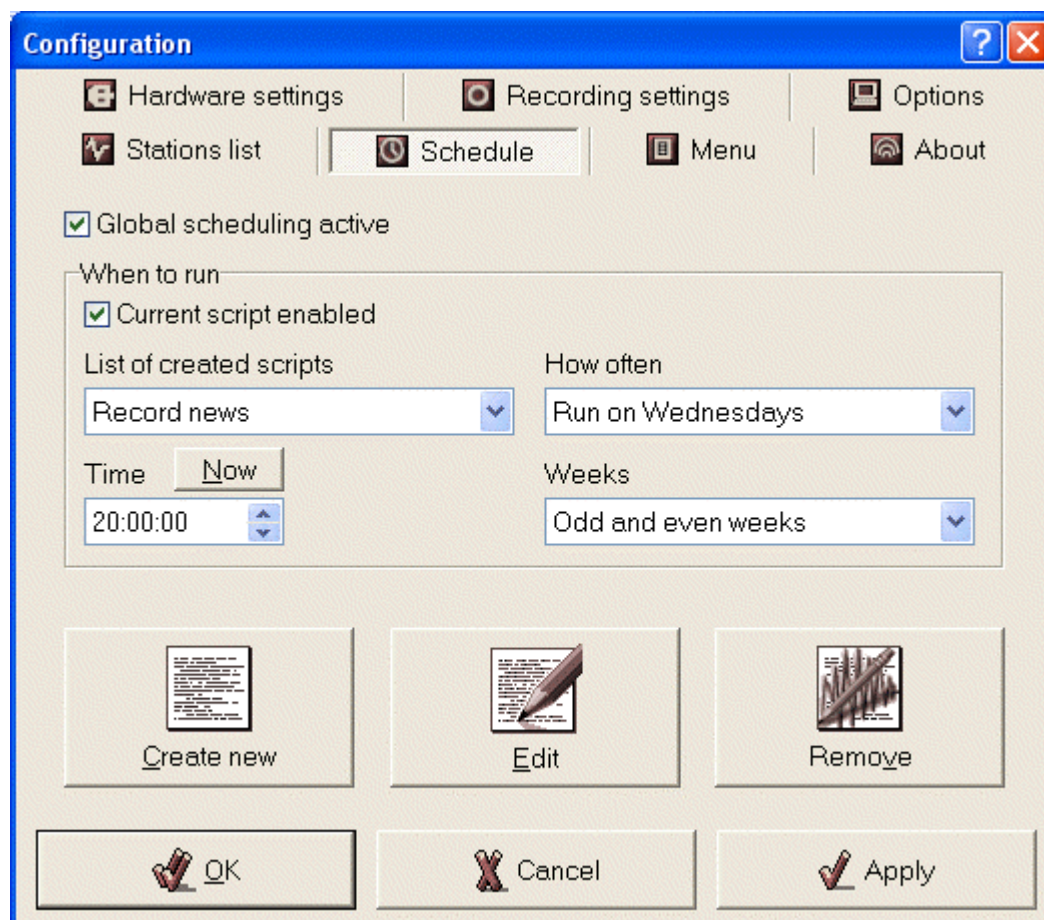 Configuration
Hardware settings Recording settings Options
Stations list Schedule Menu About
Global scheduling active
When to run
Current script enabled
List of created scripts How often
Record news Run on Wednesdays
Time Now Weeks
20:00:00 Odd and even weeks
Create new Edit Remove
OK Cancel Apply